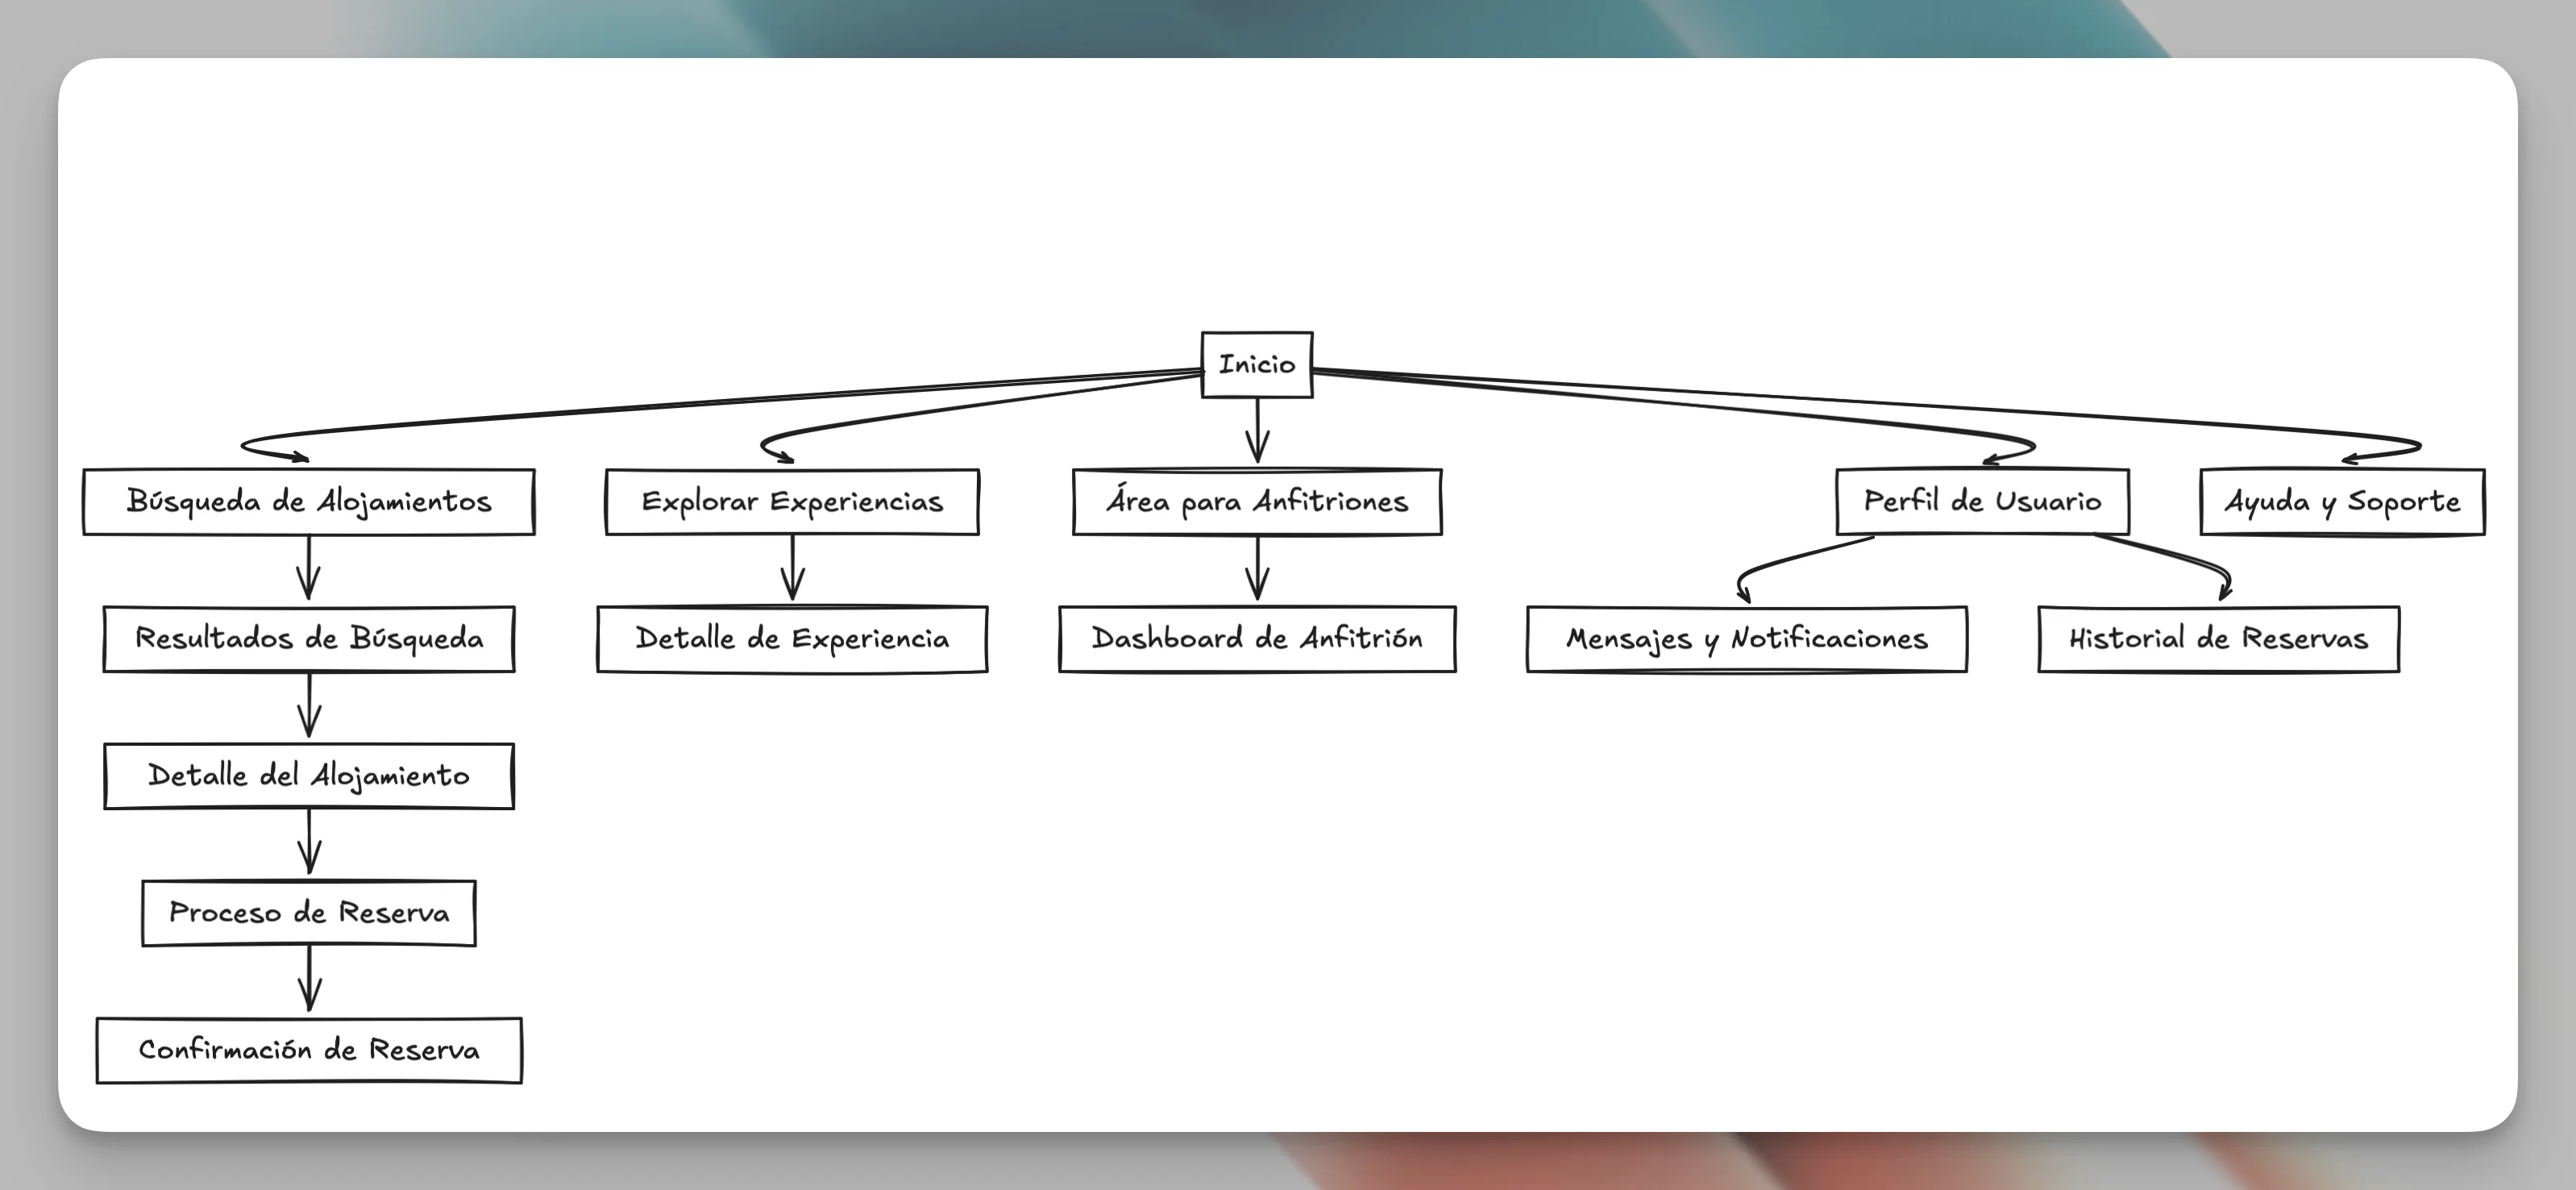 Inicio
Búsqueda de Alojamientos
Explorar Experiencias
Área para Anfitriones
Perfil de Usuario
Ayuda y Soporte
Resultados de Búsqueda
Detalle de Experiencia
Dashboard de Anfitrión
Mensajes y Notificaciones
Historial de Reservas
Detalle del Alojamiento
Proceso de Reserva
Confirmación de Reserva